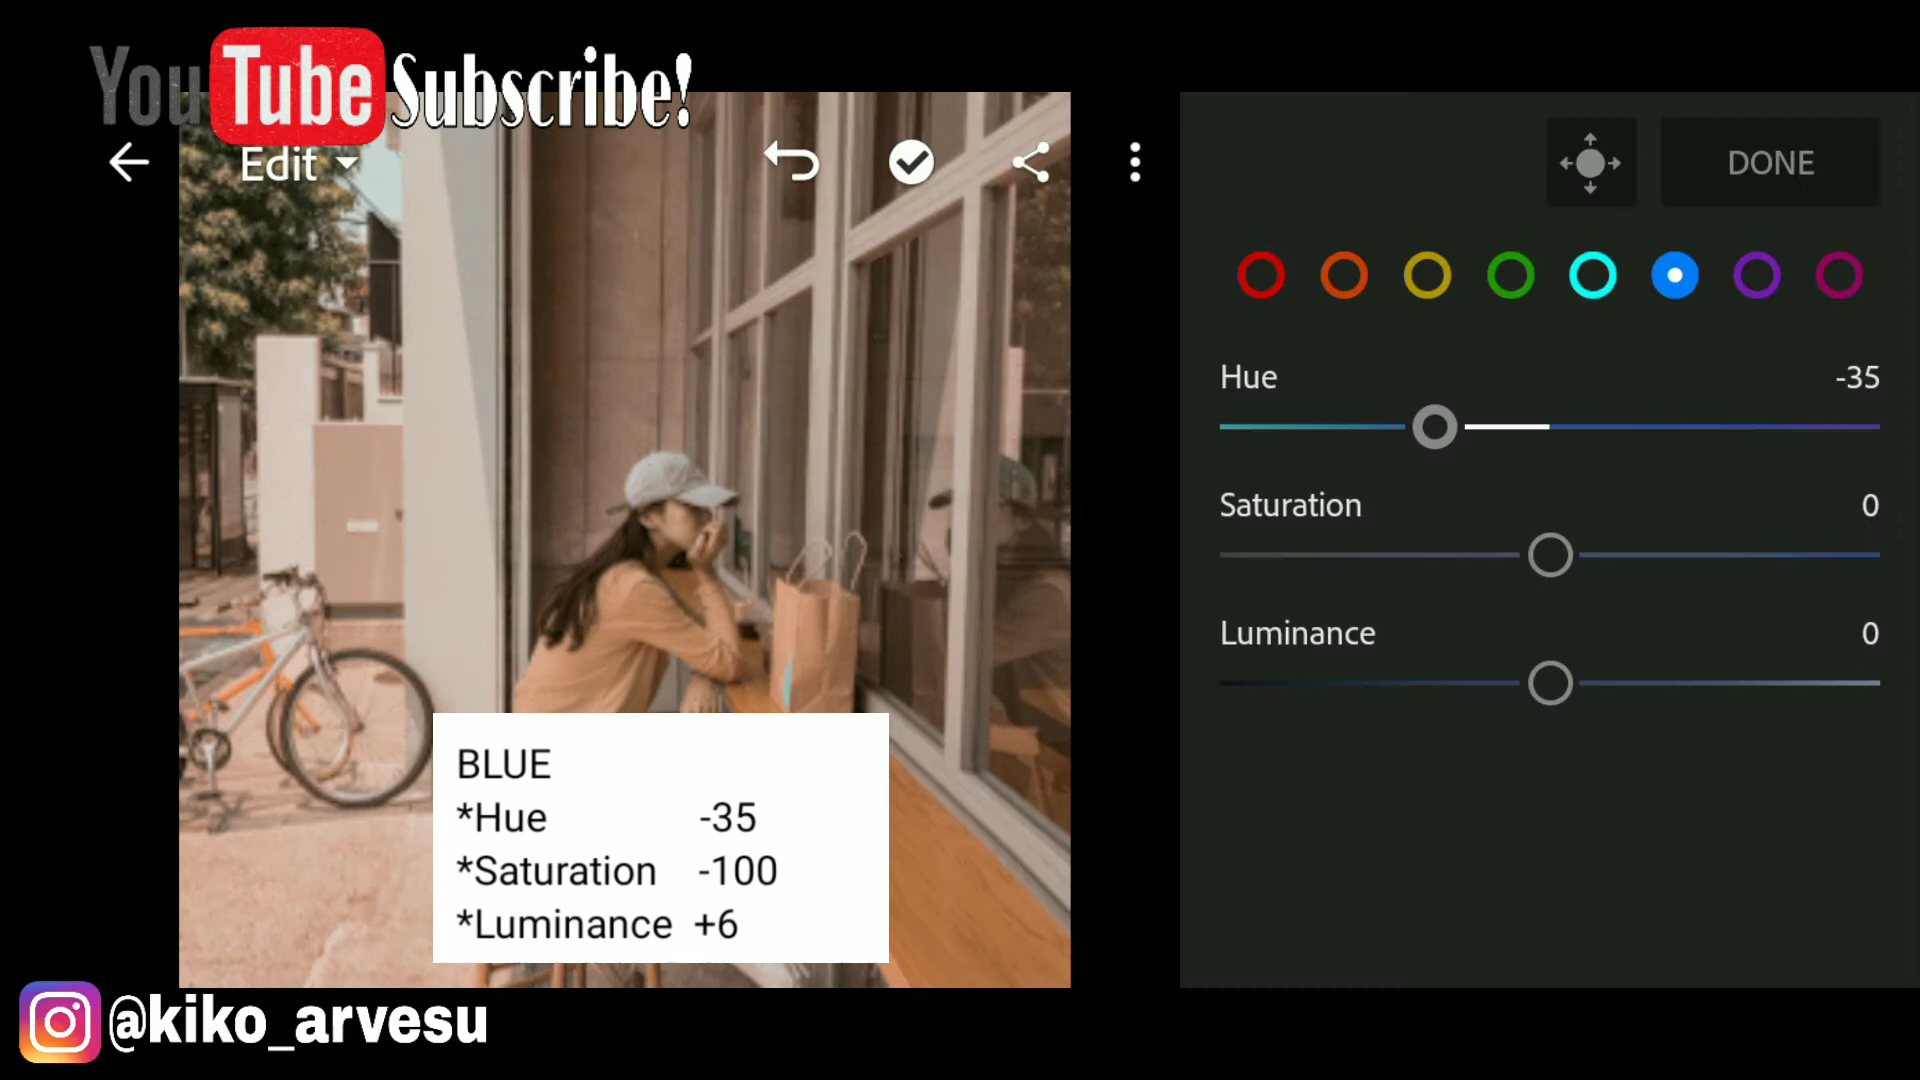 YouTube Subscribe!
Edit
DONE
Hue -35
Saturation 0
Luminance 0
BLUE
*Hue -35
*Saturation -100
*Luminance +6
@kiko_arvesu